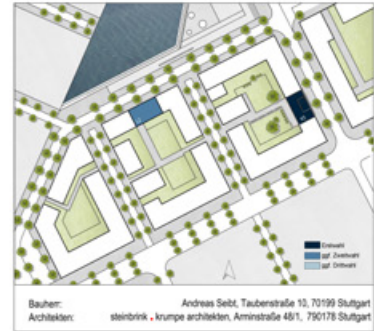 Erstwahl
ggf. Zweitwahl
ggf. Drittwahl
Bauherr: Andreas Seibt, Taubenstraße 10, 70199 Stuttgart
Architekten: steinbrink . krumpe architekten, Arminstraße 48/1, 790178 Stuttgart